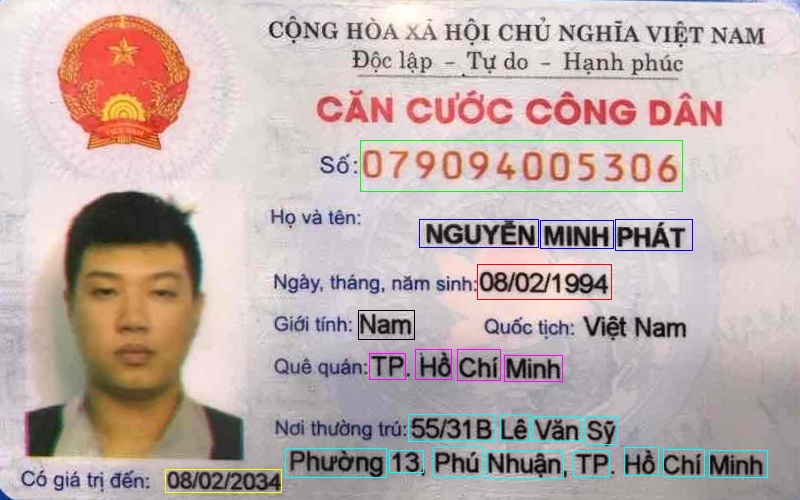 CỘNG HÒA XÃ HỘI CHỦ NGHĨA VIỆT NAM
Độc lập - Tự do - Hạnh phúc
CĂN CƯỚC CÔNG DÂN
Số: 079094005306
Họ và tên:
NGUYỄN MINH PHÁT
Ngày, tháng, năm sinh: 08/02/1994
Giới tính: Nam Quốc tịch: Việt Nam
Quê quán: TP. Hồ Chí Minh
Nơi thường trú: 55/31B Lê Văn Sỹ
Phường 13, Phú Nhuận, TP. Hồ Chí Minh
Có giá trị đến: 08/02/2034